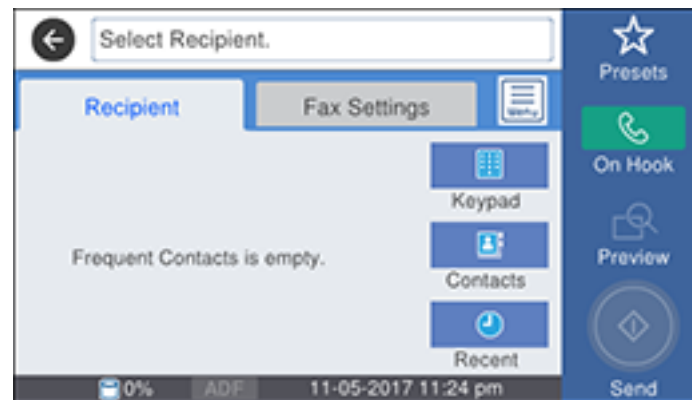 Select Recipient.
Presets
Recipient
Fax Settings
Menu
On Hook
Keypad
Frequent Contacts is empty.
Contacts
Preview
Recent
0% ADF 11-05-2017 11:24 pm
Send